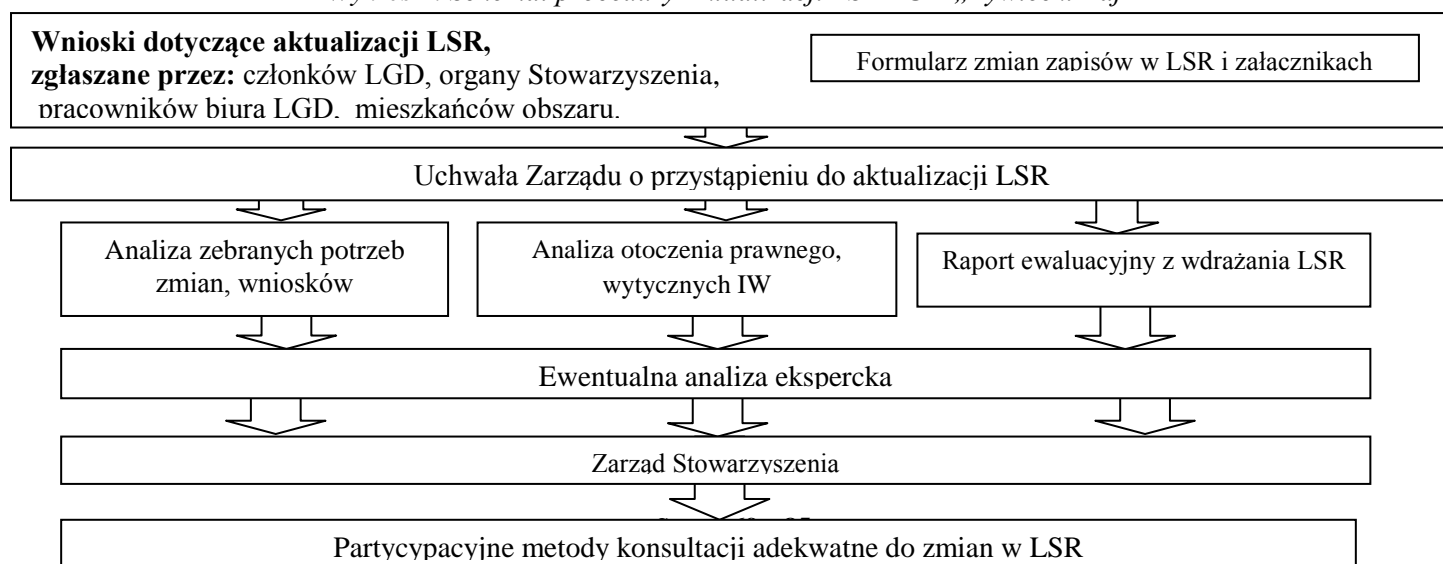 Wnioski dotyczące aktualizacji LSR,
zgłaszane przez: członków LGD, organy Stowarzyszenia,
pracowników biura LGD, mieszkańców obszaru.
Formularz zmian zapisów w LSR i załącznikach
Uchwała Zarządu o przystąpieniu do aktualizacji LSR
Analiza zebranych potrzeb
zmian, wniosków
Analiza otoczenia prawnego,
wytycznych IW
Raport ewaluacyjny z wdrażania LSR
Ewentualna analiza ekspercka
Zarząd Stowarzyszenia
Partycypacyjne metody konsultacji adekwatne do zmian w LSR